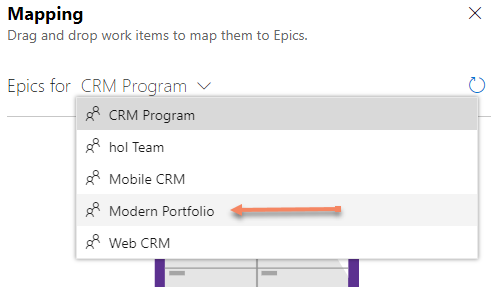 Mapping
Drag and drop work items to map them to Epics.
Epics for CRM Program
CRM Program
hol Team
Mobile CRM
Modern Portfolio
Web CRM